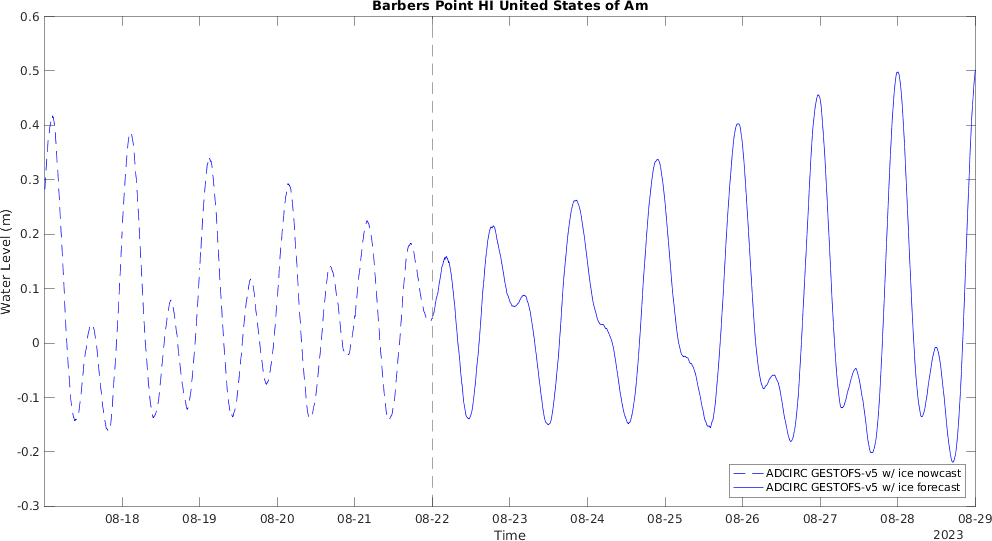 Barbers Point HI United States of Am
0.6
0.5
0.4
0.3
0.2
0.1
0
-0.1
-0.2
-0.3
Water Level (m)
ADCIRC GESTOFS-v5 w/ ice nowcast
ADCIRC GESTOFS-v5 w/ ice forecast
08-18 08-19 08-20 08-21 08-22 08-23 08-24 08-25 08-26 08-27 08-28 08-29
Time
2023